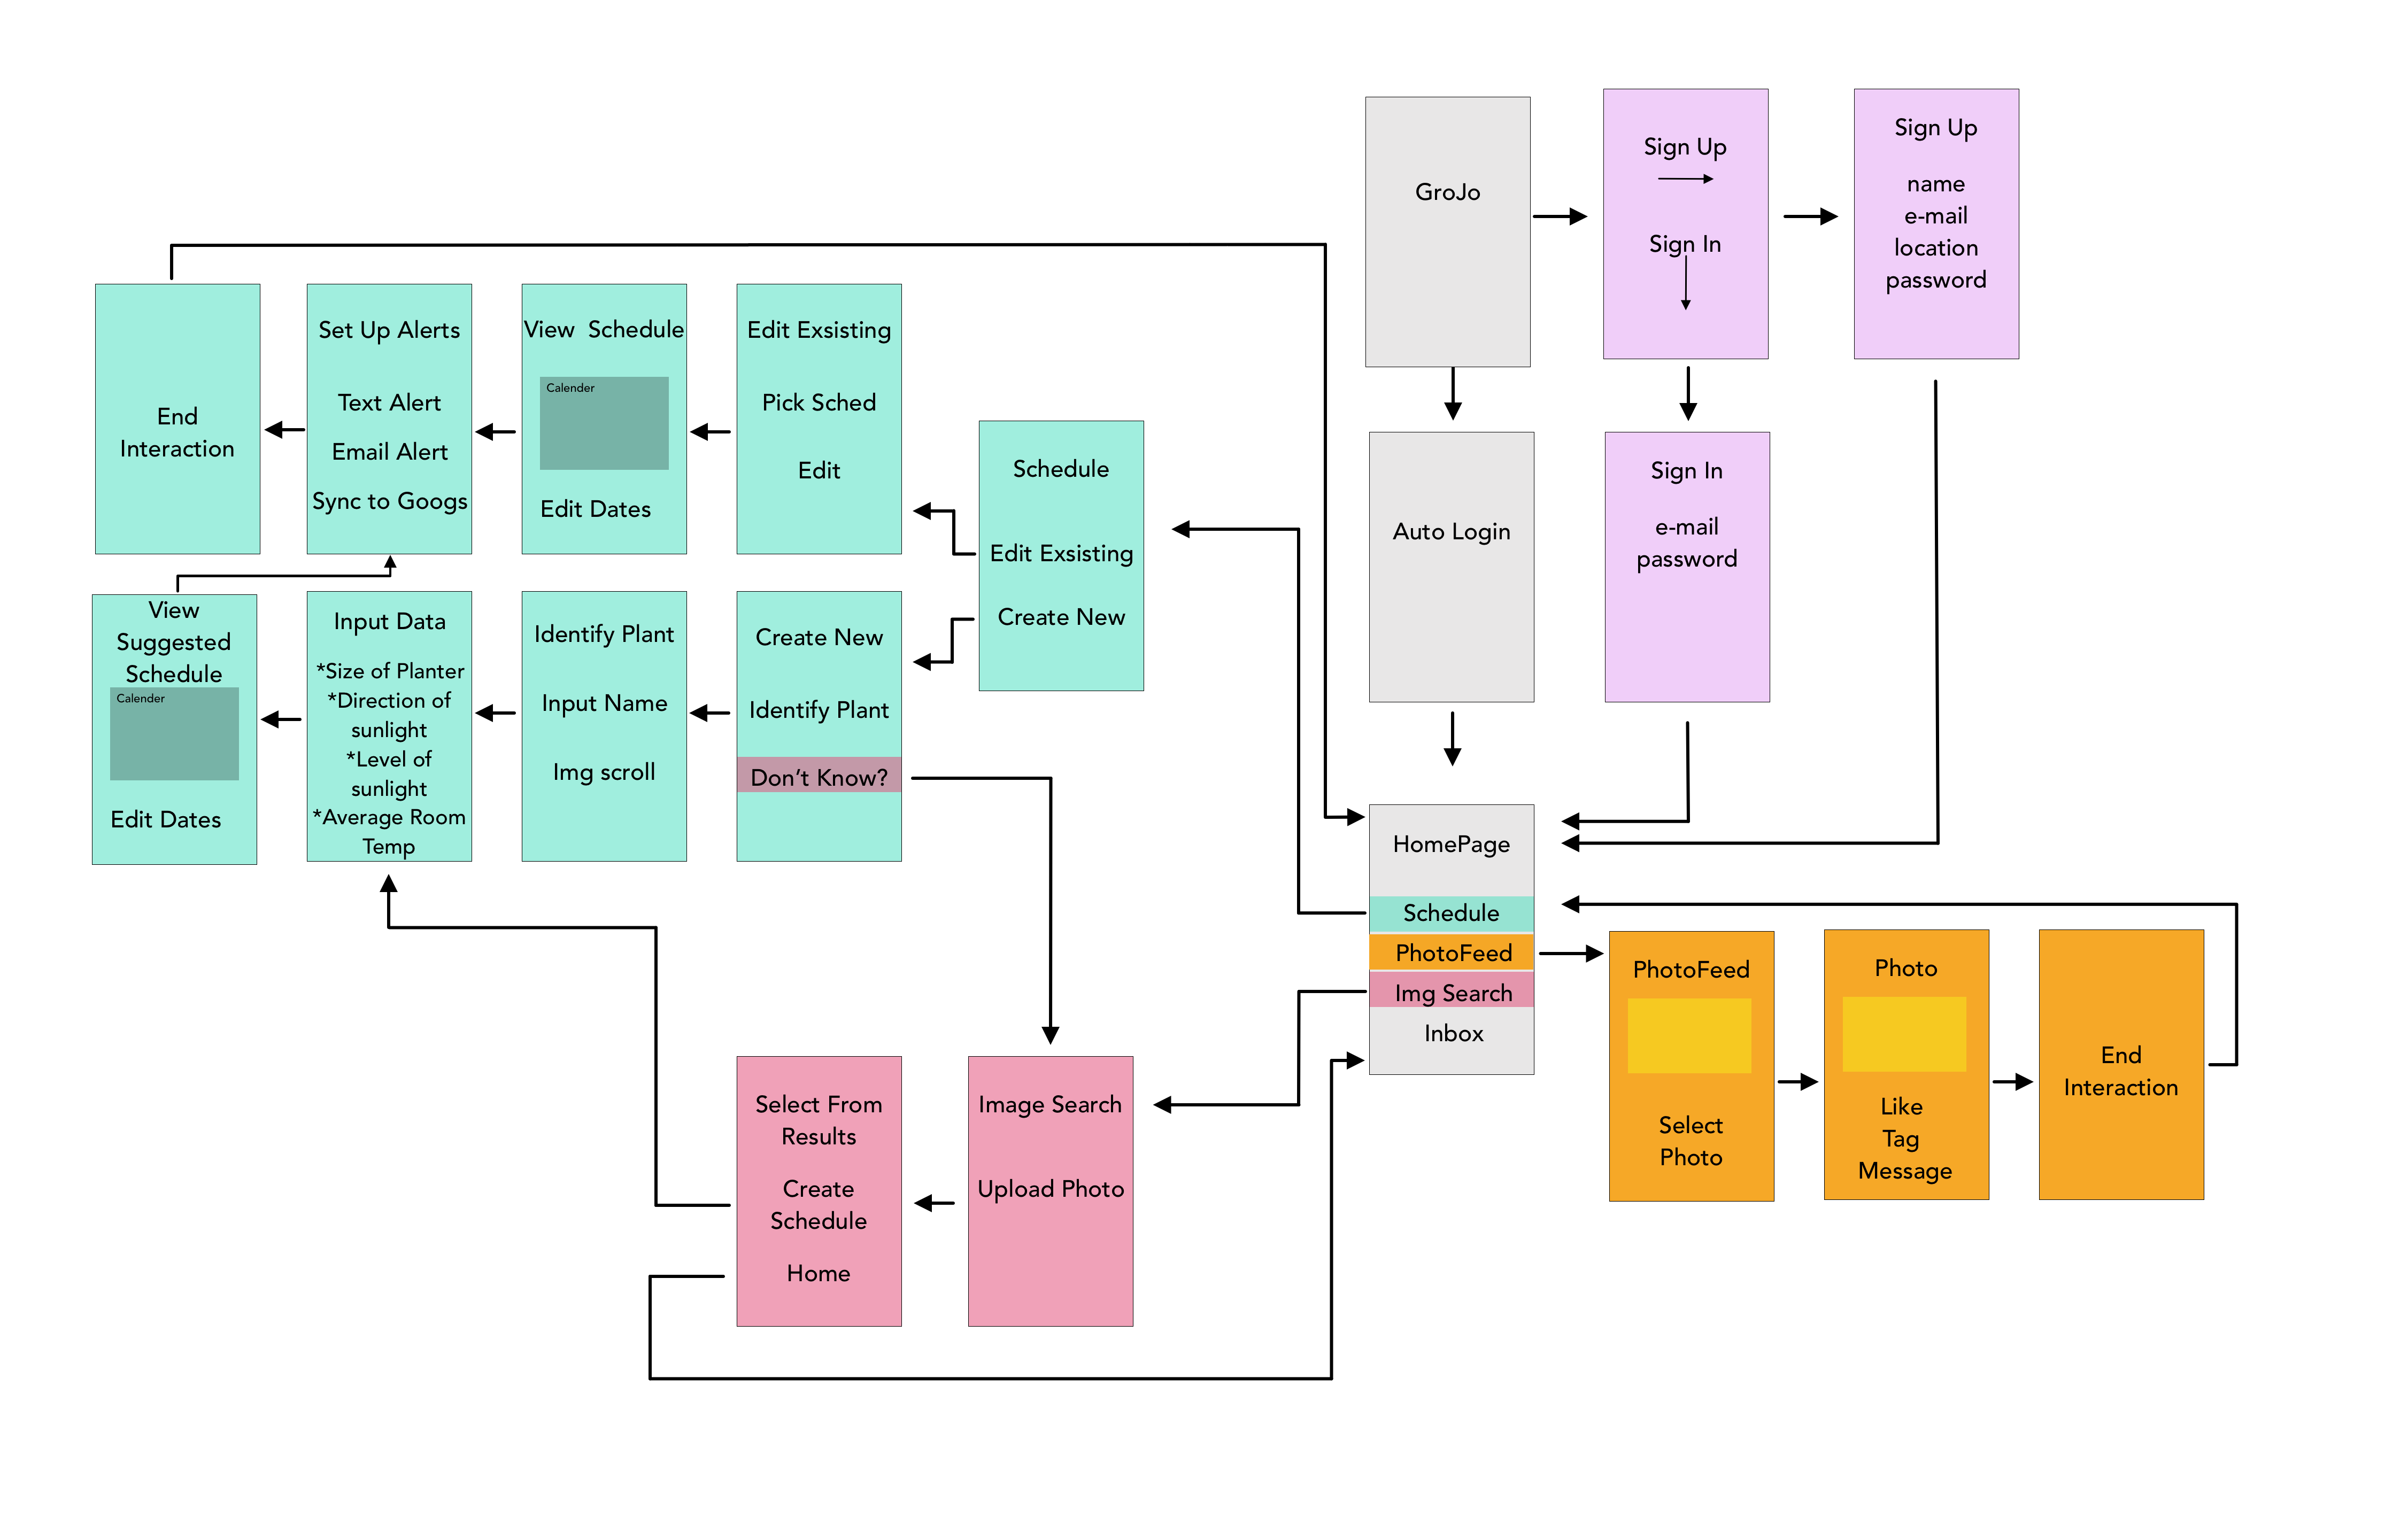 GroJo
Sign Up
Sign In
Sign Up
name
e-mail
location
password
End
Interaction
Set Up Alerts
Text Alert
Email Alert
Sync to Googs
View  Schedule
Calender
Edit Dates
Edit Exsisting
Pick Sched
Edit
Schedule
Edit Exsisting
Create New
Auto Login
Sign In
e-mail
password
View
Suggested
Schedule
Calender
Edit Dates
Input Data
*Size of Planter
*Direction of
sunlight
*Level of
sunlight
*Average Room
Temp
Identify Plant
Input Name
Img scroll
Create New
Identify Plant
Don’t Know?
HomePage
Schedule
PhotoFeed
Img Search
Inbox
PhotoFeed
Select
Photo
Photo
Like
Tag
Message
End
Interaction
Select From
Results
Create
Schedule
Home
Image Search
Upload Photo